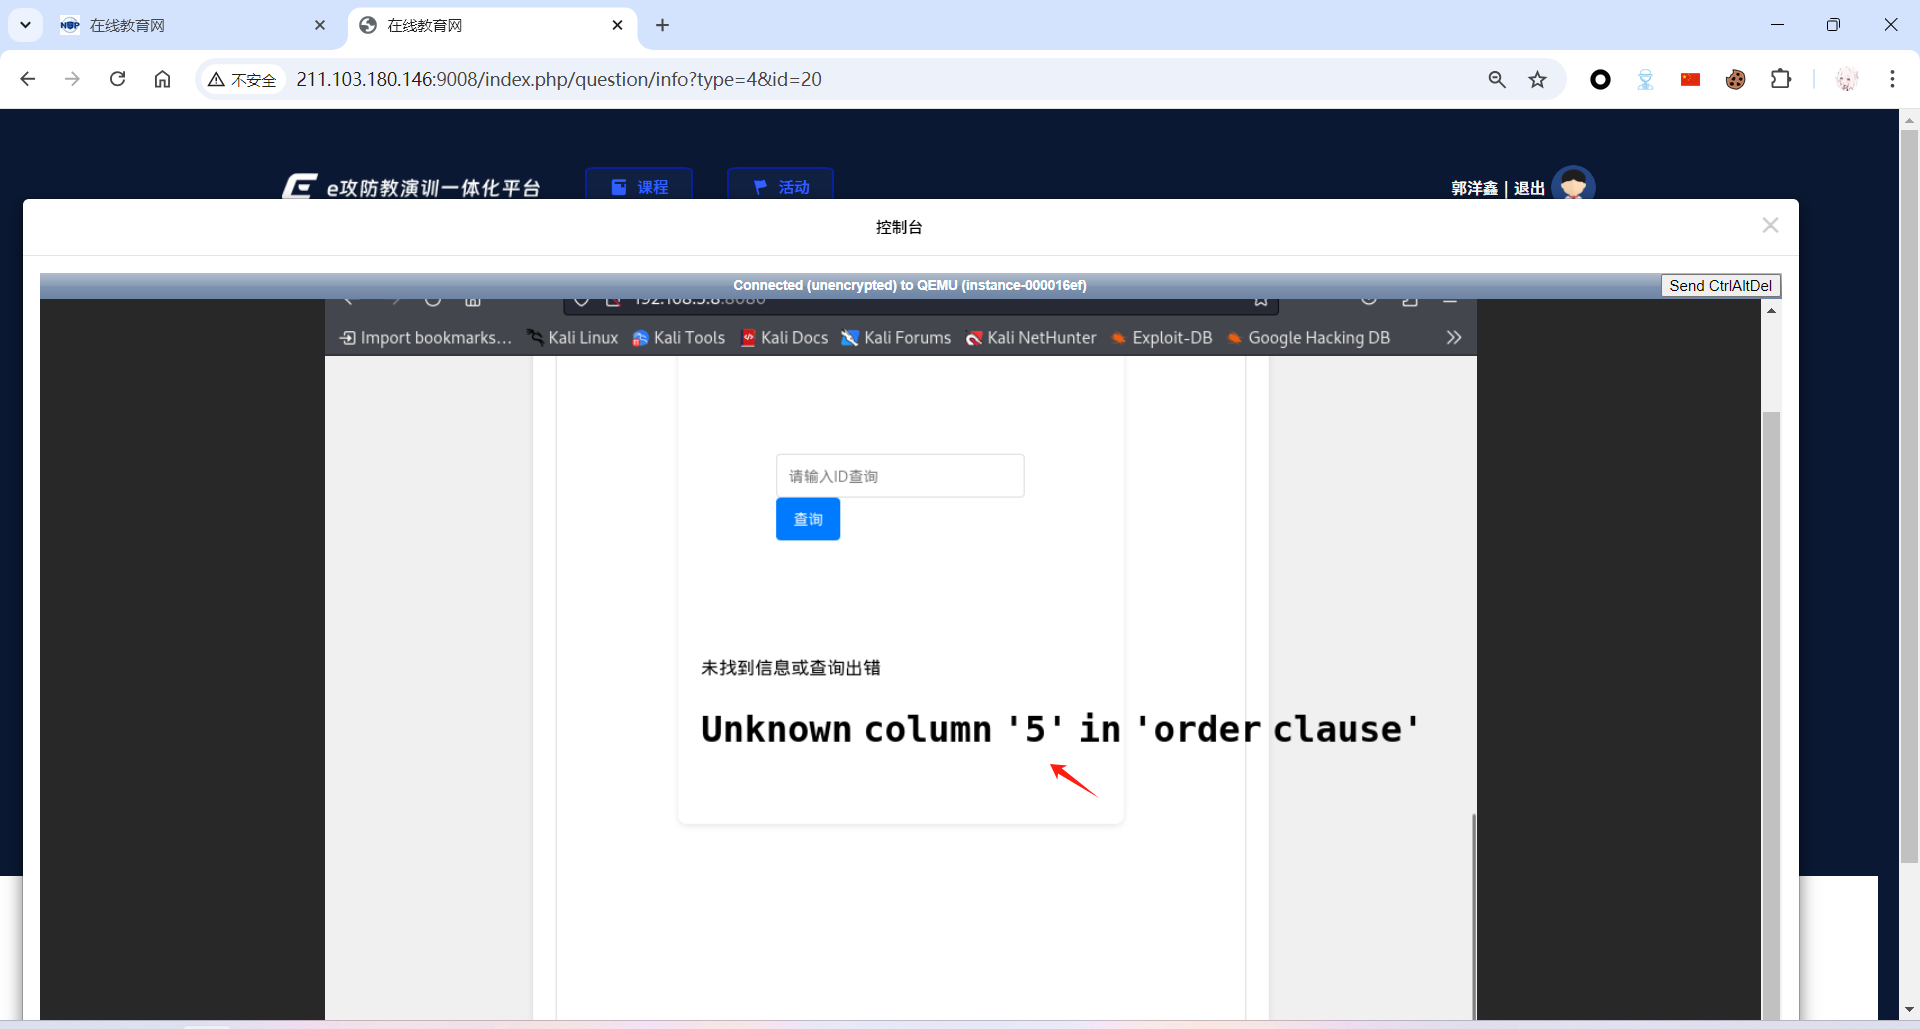 在线教育网
在线教育网
不安全
211.103.180.146:9008/index.php/question/info?type=4&id=20
e攻防教演训一体化平台
课程
活动
郭洋鑫 | 退出
控制台
Connected (unencrypted) to QEMU (instance-000016ef)
Send CtrlAltDel
192.168.5.8:8080
Import bookmarks...
Kali Linux
Kali Tools
Kali Docs
Kali Forums
Kali NetHunter
Exploit-DB
Google Hacking DB
请输入ID查询
查询
未找到信息或查询出错
Unknown column '5' in 'order clause'